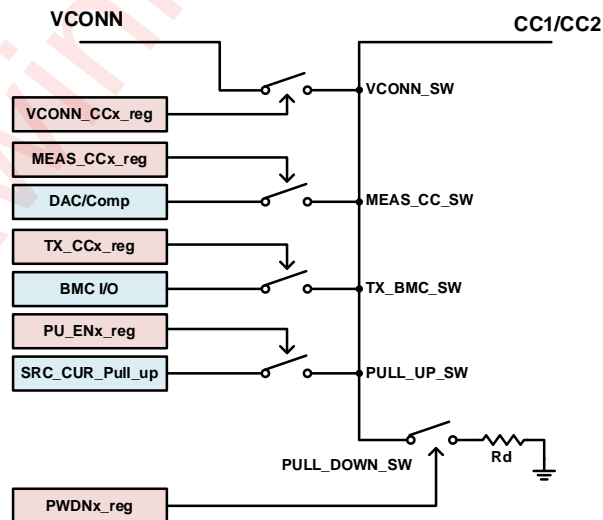 VCONN
CC1/CC2
VCONN_SW
VCONN_CCx_reg
MEAS_CCx_reg
DAC/Comp
MEAS_CC_SW
TX_CCx_reg
BMC I/O
TX_BMC_SW
PU_ENx_reg
SRC_CUR_Pull_up
PULL_UP_SW
Rd
PULL_DOWN_SW
PWDNx_reg